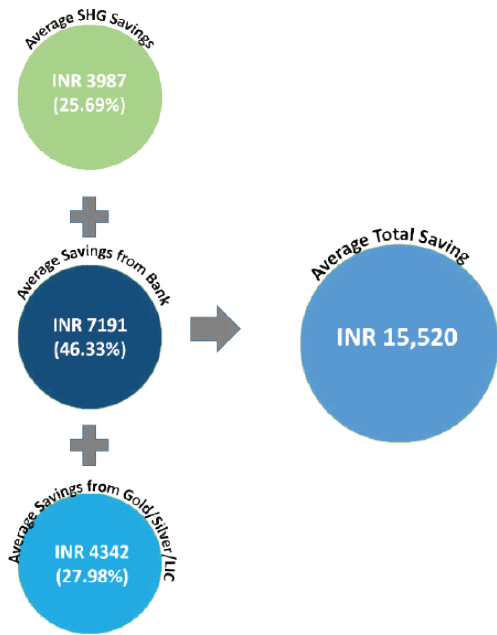 Average SHG Savings
INR 3987
(25.69%)
Average Savings from Bank
INR 7191
(46.33%)
Average Total Saving
INR 15,520
Average Savings from Gold/Silver/LIC
INR 4342
(27.98%)